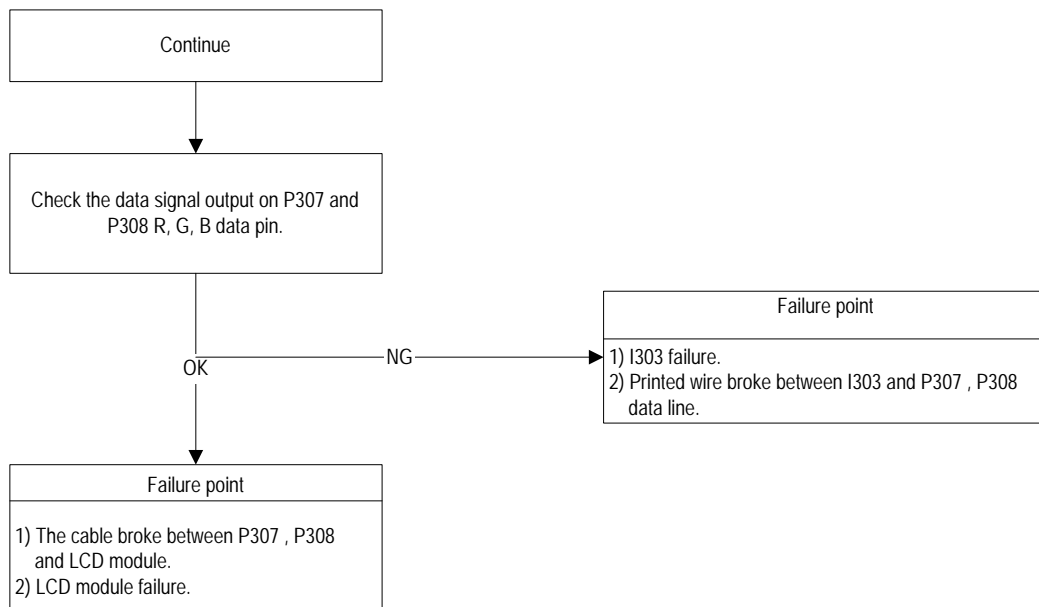 Continue
Check the data signal output on P307 and
P308 R, G, B data pin.
NG
OK
Failure point
1) I303 failure.
2) Printed wire broke between I303 and P307 , P308
data line.
Failure point
1) The cable broke between P307 , P308
and LCD module.
2) LCD module failure.